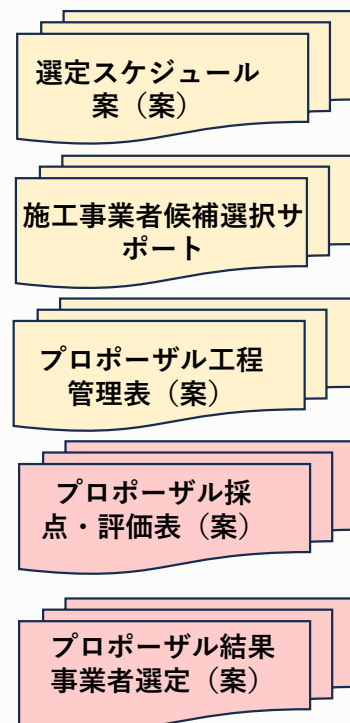 選定スケジュール
案（案）
施工事業者候補選択サ
ポート
プロポーザル工程
管理表（案）
プロポーザル採
点・評価表（案）
プロポーザル結果
事業者選定（案）